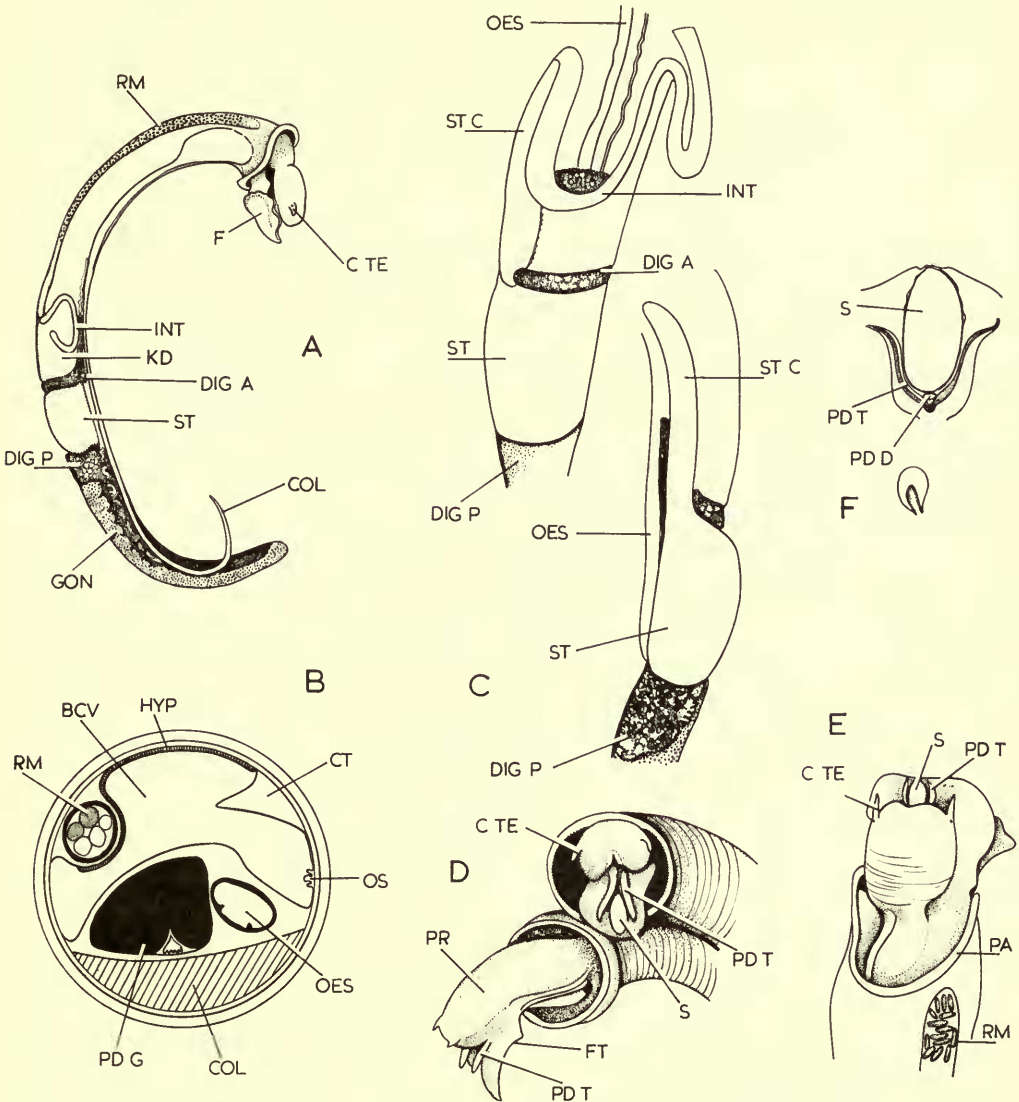 RM
F
C TE
INT
KD
DIG A
ST
DIG P
COL
GON
A
OES
ST C
INT
DIG A
ST
DIG P
ST C
OES
ST
DIG P
C
S
PD T
PD D
F
B
BCV
HYP
CT
RM
OS
OES
PD G
COL
D
C TE
PR
PD T
S
FT
PD T
E
S
PD T
C TE
PA
RM